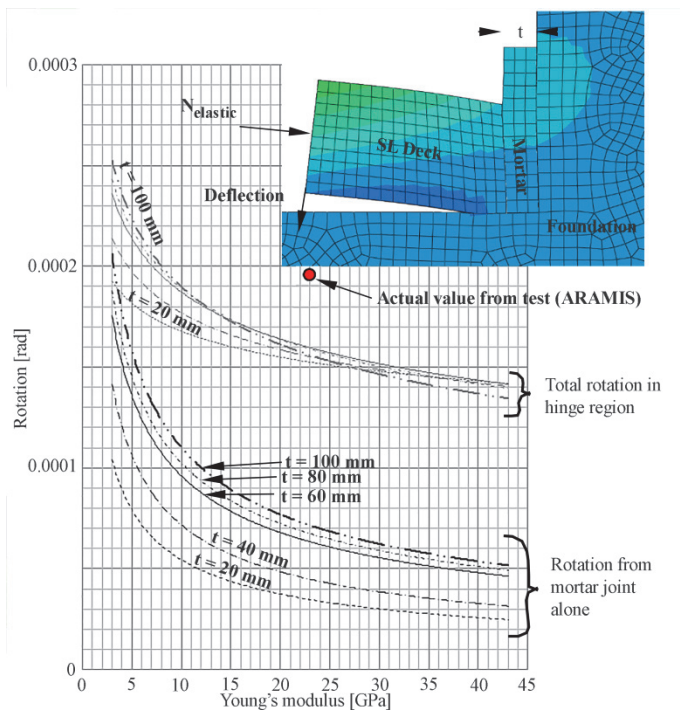 t
0.0003
N elastic
SL Deck
Mortar
Deflection
Foundation
t = 100 mm
0.0002
Actual value from test (ARAMIS)
t = 20 mm
Rotation [rad]
Total rotation in
hinge region
t = 100 mm
0.0001
t = 80 mm
t = 60 mm
t = 40 mm
t = 20 mm
Rotation from
mortar joint
alone
0
0 5 10 15 20 25 30 35 40 45
Young's modulus [GPa]